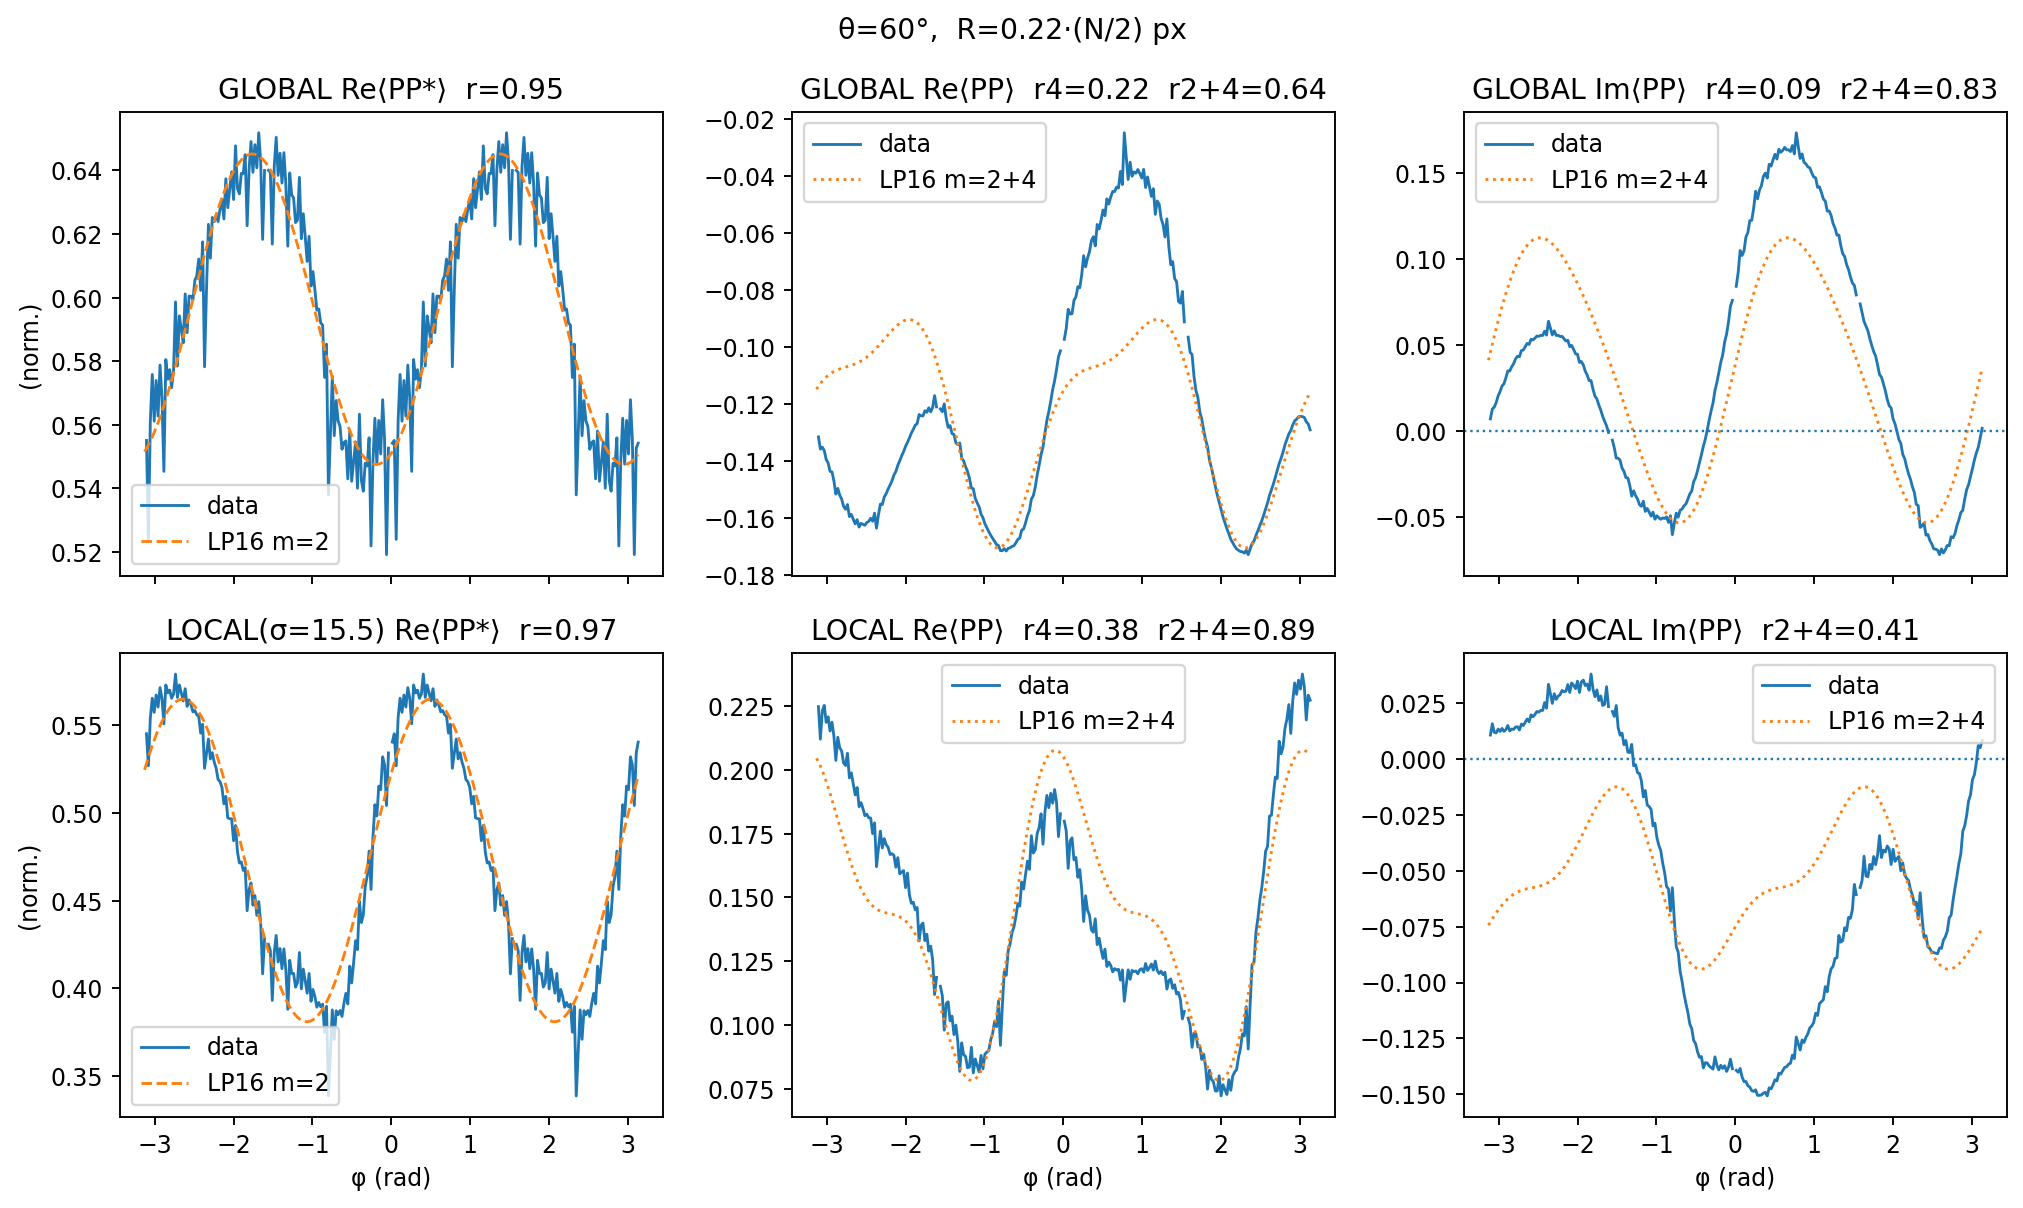 θ=60°,  R=0.22·(N/2) px
GLOBAL Re⟨PP*⟩  r=0.95
(norm.)
0.64
0.62
0.60
0.58
0.56
0.54
0.52
data
LP16 m=2
GLOBAL Re⟨PP⟩  r4=0.22  r2+4=0.64
−0.02
−0.04
−0.06
−0.08
−0.10
−0.12
−0.14
−0.16
−0.18
data
LP16 m=2+4
GLOBAL Im⟨PP⟩  r4=0.09  r2+4=0.83
0.15
0.10
0.05
0.00
−0.05
data
LP16 m=2+4
LOCAL(σ=15.5) Re⟨PP*⟩  r=0.97
(norm.)
0.55
0.50
0.45
0.40
0.35
data
LP16 m=2
−3 −2 −1 0 1 2 3
φ (rad)
LOCAL Re⟨PP⟩  r4=0.38  r2+4=0.89
0.225
0.200
0.175
0.150
0.125
0.100
0.075
data
LP16 m=2+4
−3 −2 −1 0 1 2 3
φ (rad)
LOCAL Im⟨PP⟩  r2+4=0.41
0.025
0.000
−0.025
−0.050
−0.075
−0.100
−0.125
−0.150
data
LP16 m=2+4
−3 −2 −1 0 1 2 3
φ (rad)